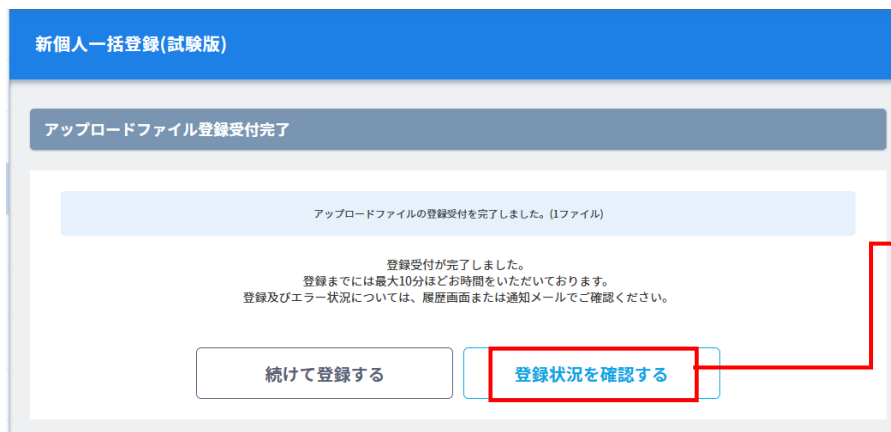 新個人一括登録(試験版)
アップロードファイル登録受付完了
アップロードファイルの登録受付を完了しました。(1ファイル)
登録受付が完了しました。
登録までには最大10分ほどお時間をいただいております。
登録及びエラー状況については、履歴画面または通知メールでご確認ください。
続けて登録する
登録状況を確認する